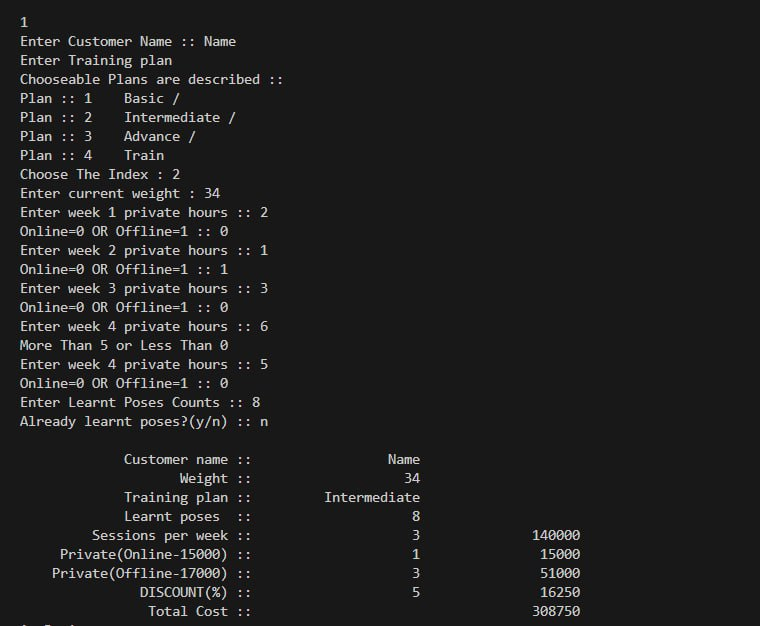 1
Enter Customer Name :: Name
Enter Training plan
Chooseable Plans are described ::
Plan :: 1    Basic /
Plan :: 2    Intermediate /
Plan :: 3    Advance /
Plan :: 4    Train
Choose The Index : 2
Enter current weight : 34
Enter week 1 private hours :: 2
Online=0 OR Offline=1 :: 0
Enter week 2 private hours :: 1
Online=0 OR Offline=1 :: 1
Enter week 3 private hours :: 3
Online=0 OR Offline=1 :: 0
Enter week 4 private hours :: 6
More Than 5 or Less Than 0
Enter week 4 private hours :: 5
Online=0 OR Offline=1 :: 0
Enter Learnt Poses Counts :: 8
Already learnt poses?(y/n) :: n
Customer name :: Name
Weight :: 34
Training plan :: Intermediate
Learnt poses  :: 8
Sessions per week :: 3 140000
Private(Online-15000) :: 1 15000
Private(Offline-17000) :: 3 51000
DISCOUNT(%) :: 5 16250
Total Cost :: 308750